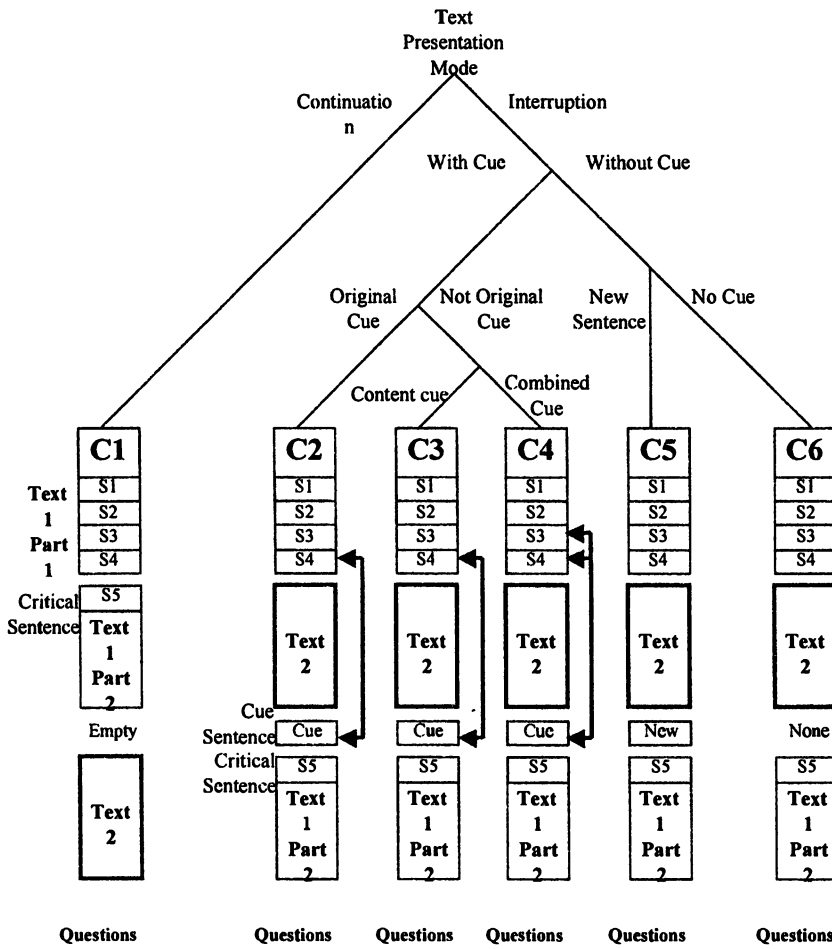 Text
Presentation
Mode
Continuatio
n
Interruption
With Cue
Without Cue
Original
Cue
Not Original
Cue
New
Sentence
No Cue
Content cue
Combined
Cue
C1
C2
C3
C4
C5
C6
Text
1
Part
1
S1
S2
S3
S4
S1
S2
S3
S4
S1
S2
S3
S4
S1
S2
S3
S4
S1
S2
S3
S4
S1
S2
S3
S4
Critical
Sentence
S5
Text
1
Part
2
Text
2
Text
2
Text
2
Text
2
Text
2
Empty
Cue
Sentence
Cue
Cue
Cue
New
None
Critical
Sentence
Text
2
S5
Text
1
Part
2
S5
Text
1
Part
2
S5
Text
1
Part
2
S5
Text
1
Part
2
S5
Text
1
Part
2
Questions
Questions
Questions
Questions
Questions
Questions